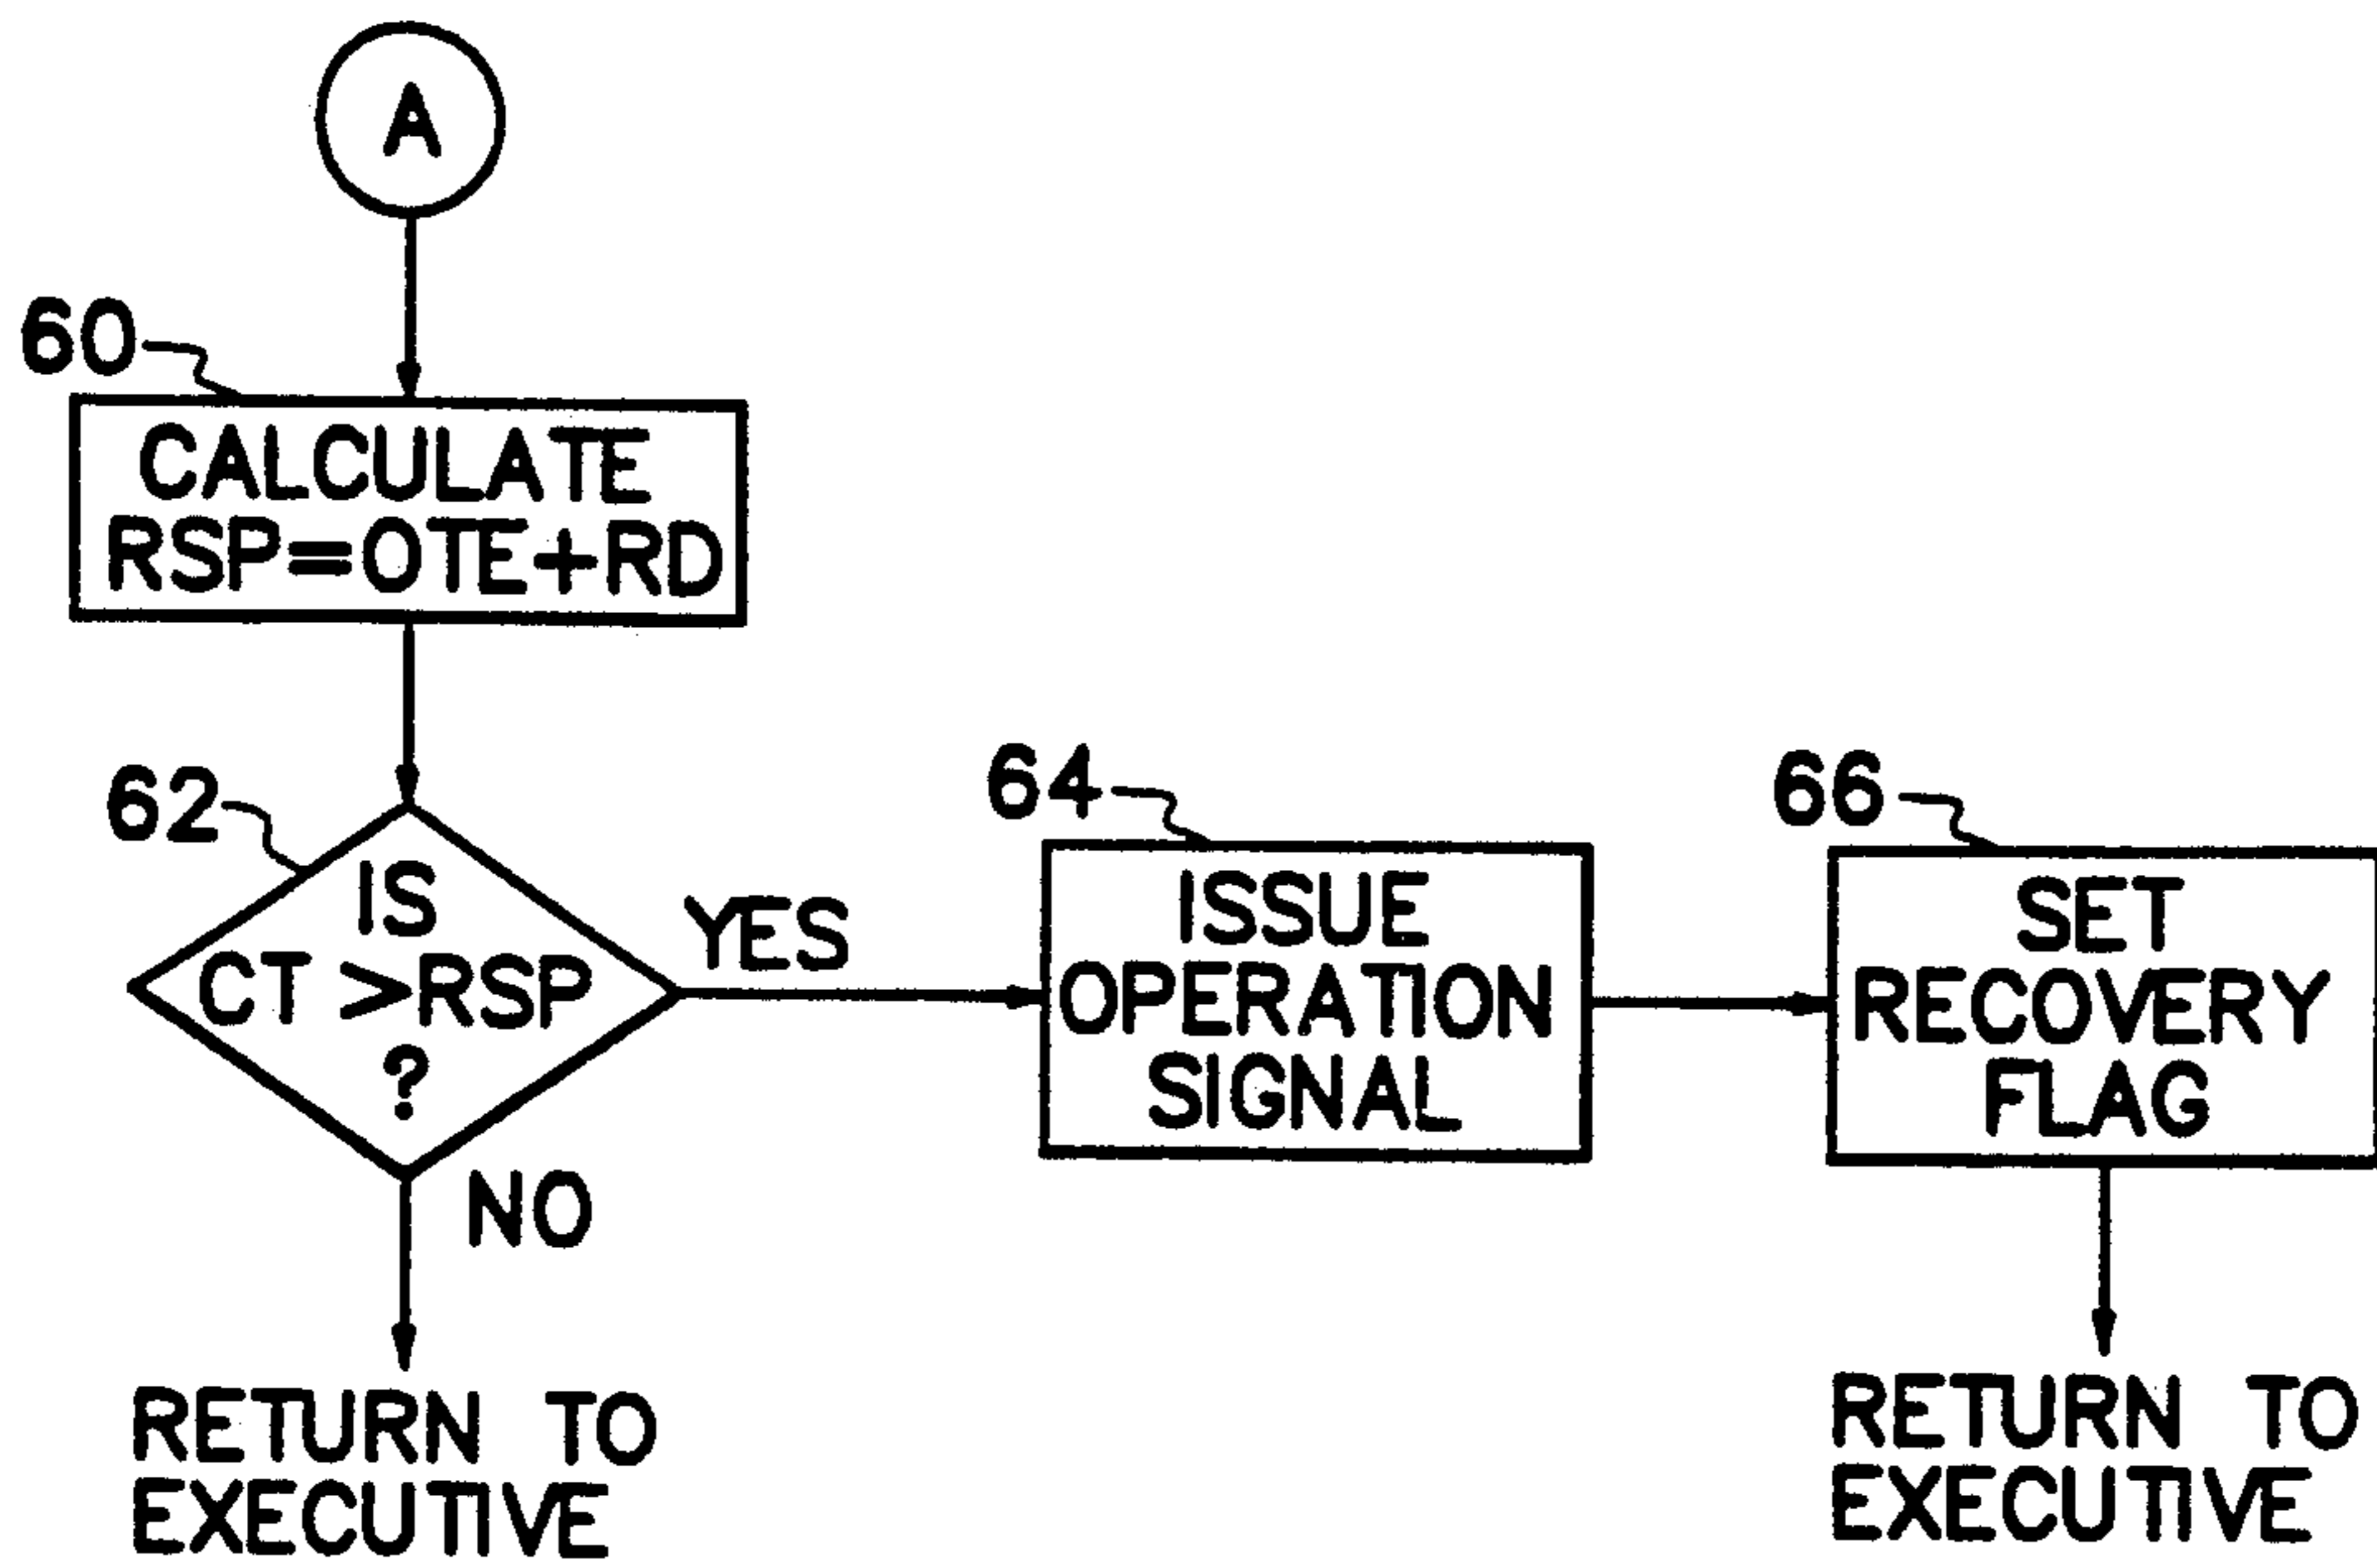 A
60
CALCULATE
RSP=OTE+RD
62
IS
CT >RSP
?
YES
NO
64
ISSUE
OPERATION
SIGNAL
66
SET
RECOVERY
FLAG
RETURN TO
EXECUTIVE
RETURN TO
EXECUTIVE